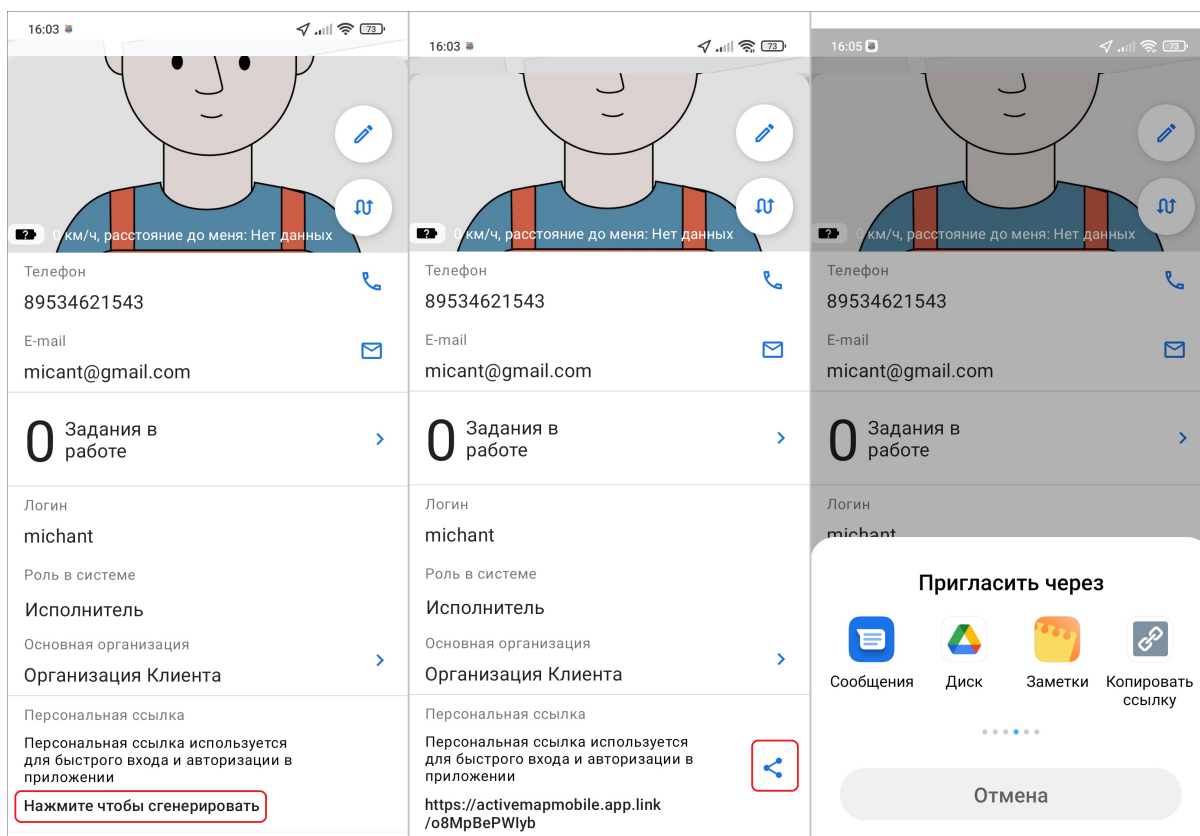 16:03
73
? 0 км/ч, расстояние до меня: Нет данных
Телефон
89534621543
E-mail
micant@gmail.com
0 Задания в
работе
Логин
michant
Роль в системе
Исполнитель
Основная организация
Организация Клиента
Персональная ссылка
Персональная ссылка используется
для быстрого входа и авторизации в
приложении
Нажмите чтобы сгенерировать
16:03
73
? 0 км/ч, расстояние до меня: Нет данных
Телефон
89534621543
E-mail
micant@gmail.com
0 Задания в
работе
Логин
michant
Роль в системе
Исполнитель
Основная организация
Организация Клиента
Персональная ссылка
Персональная ссылка используется
для быстрого входа и авторизации в
приложении
https://activemapmobile.app.link
/o8MpBePWIyb
16:05
73
? 0 км/ч, расстояние до меня: Нет данных
Телефон
89534621543
E-mail
micant@gmail.com
0 Задания в
работе
Логин
michant
Пригласить через
Сообщения
Диск
Заметки
Копировать
ссылку
Отмена